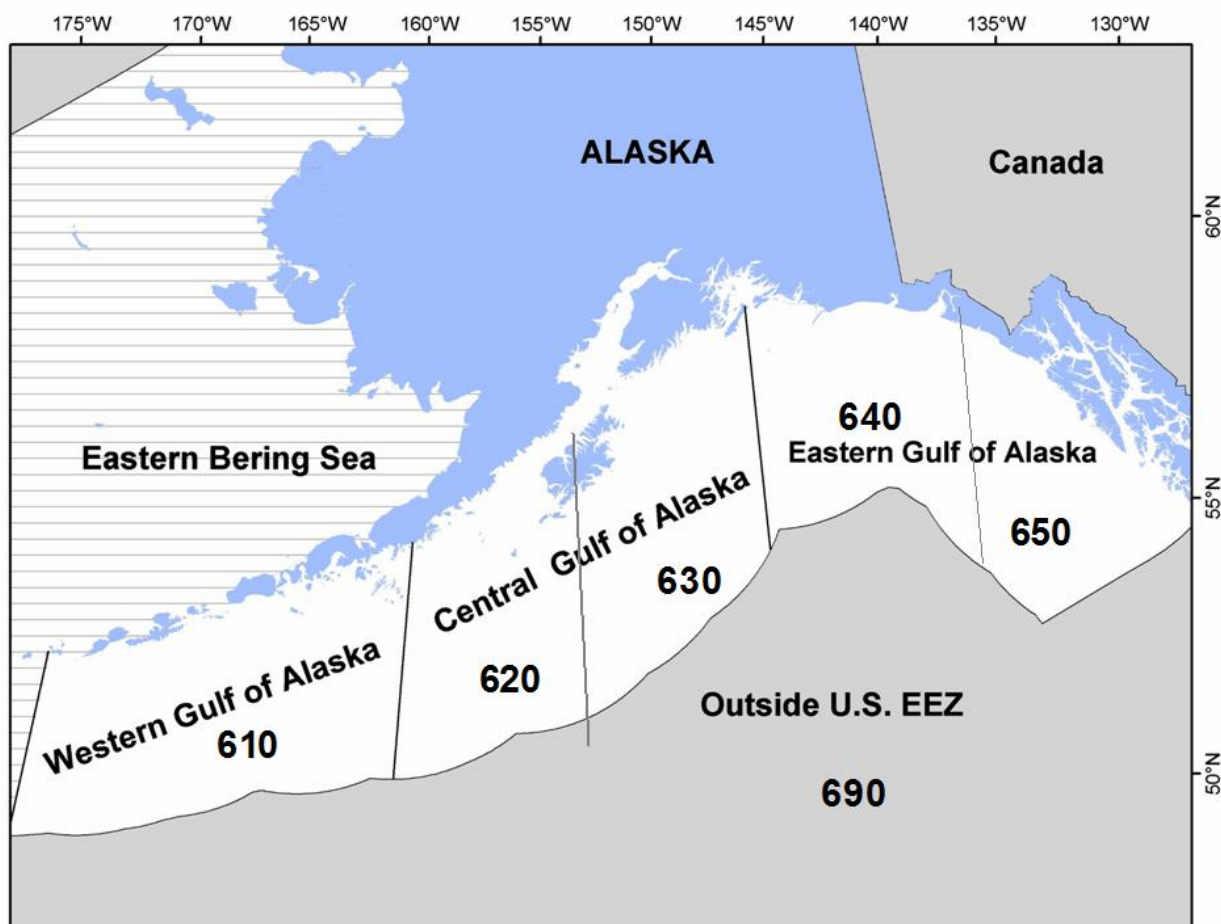 175°W 170°W 165°W 160°W 155°W 150°W 145°W 140°W 135°W 130°W
ALASKA
Canada
60°N
640
Eastern Bering Sea
Eastern Gulf of Alaska
55°N
650
Central Gulf of Alaska
630
620
Western Gulf of Alaska
610
Outside U.S. EEZ
50°N
690